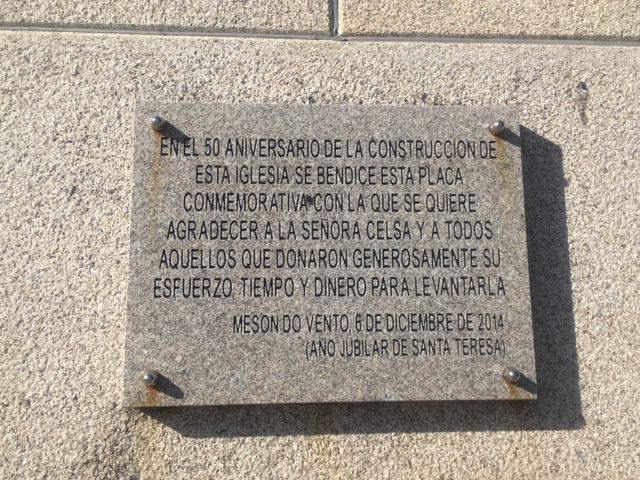 EN EL 50 ANIVERSARIO DE LA CONSTRUCCION DE
ESTA IGLESIA SE BENDICE ESTA PLACA
CONMEMORATIVA CON LA QUE SE QUIERE
AGRADECER A LA SEÑORA CELSA Y A TODOS
AQUELLOS QUE DONARON GENEROSAMENTE SU
ESFUERZO, TIEMPO Y DINERO PARA LEVANTARLA
MESON DO VENTO, 6 DE DICIEMBRE DE 2014
(AÑO JUBILAR DE SANTA TERESA)